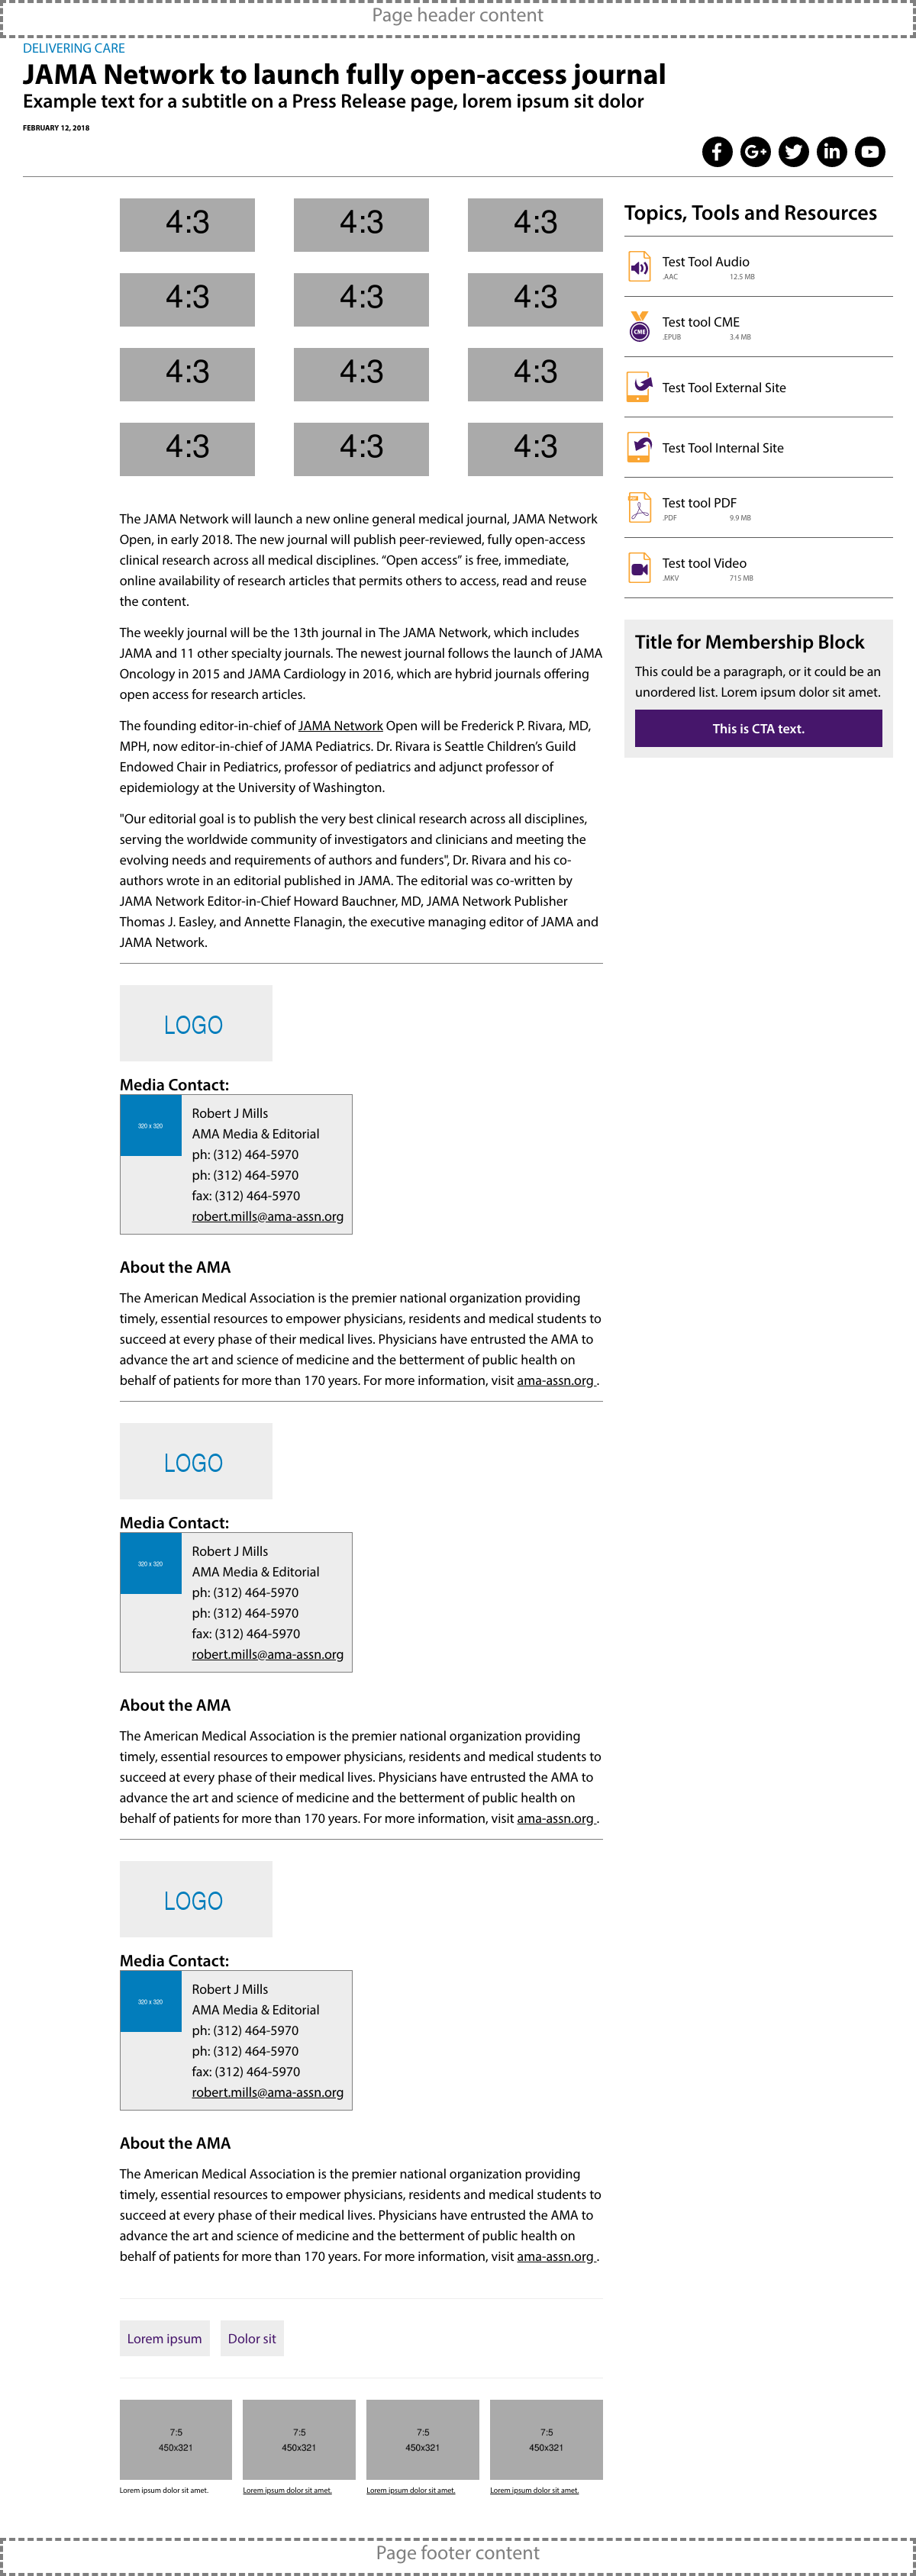 Page header content
DELIVERING CARE
JAMA Network to launch fully open-access journal
Example text for a subtitle on a Press Release page, lorem ipsum sit dolor
FEBRUARY 12, 2018
4:3 4:3 4:3
4:3 4:3 4:3
4:3 4:3 4:3
4:3 4:3 4:3
The JAMA Network will launch a new online general medical journal, JAMA Network
Open, in early 2018. The new journal will publish peer-reviewed, fully open-access
clinical research across all medical disciplines. “Open access” is free, immediate,
online availability of research articles that permits others to access, read and reuse
the content.
The weekly journal will be the 13th journal in The JAMA Network, which includes
JAMA and 11 other specialty journals. The newest journal follows the launch of JAMA
Oncology in 2015 and JAMA Cardiology in 2016, which are hybrid journals offering
open access for research articles.
The founding editor-in-chief of JAMA Network Open will be Frederick P. Rivara, MD,
MPH, now editor-in-chief of JAMA Pediatrics. Dr. Rivara is Seattle Children’s Guild
Endowed Chair in Pediatrics, professor of pediatrics and adjunct professor of
epidemiology at the University of Washington.
"Our editorial goal is to publish the very best clinical research across all disciplines,
serving the worldwide community of investigators and clinicians and meeting the
evolving needs and requirements of authors and funders", Dr. Rivara and his co-
authors wrote in an editorial published in JAMA. The editorial was co-written by
JAMA Network Editor-in-Chief Howard Bauchner, MD, JAMA Network Publisher
Thomas J. Easley, and Annette Flanagin, the executive managing editor of JAMA and
JAMA Network.
LOGO
Media Contact:
320 x 320
Robert J Mills
AMA Media & Editorial
ph: (312) 464-5970
ph: (312) 464-5970
fax: (312) 464-5970
robert.mills@ama-assn.org
About the AMA
The American Medical Association is the premier national organization providing
timely, essential resources to empower physicians, residents and medical students to
succeed at every phase of their medical lives. Physicians have entrusted the AMA to
advance the art and science of medicine and the betterment of public health on
behalf of patients for more than 170 years. For more information, visit ama-assn.org .
LOGO
Media Contact:
320 x 320
Robert J Mills
AMA Media & Editorial
ph: (312) 464-5970
ph: (312) 464-5970
fax: (312) 464-5970
robert.mills@ama-assn.org
About the AMA
The American Medical Association is the premier national organization providing
timely, essential resources to empower physicians, residents and medical students to
succeed at every phase of their medical lives. Physicians have entrusted the AMA to
advance the art and science of medicine and the betterment of public health on
behalf of patients for more than 170 years. For more information, visit ama-assn.org .
LOGO
Media Contact:
320 x 320
Robert J Mills
AMA Media & Editorial
ph: (312) 464-5970
ph: (312) 464-5970
fax: (312) 464-5970
robert.mills@ama-assn.org
About the AMA
The American Medical Association is the premier national organization providing
timely, essential resources to empower physicians, residents and medical students to
succeed at every phase of their medical lives. Physicians have entrusted the AMA to
advance the art and science of medicine and the betterment of public health on
behalf of patients for more than 170 years. For more information, visit ama-assn.org .
Lorem ipsum Dolor sit
7:5 7:5 7:5 7:5
450x321 450x321 450x321 450x321
Lorem ipsum dolor sit amet. Lorem ipsum dolor sit amet. Lorem ipsum dolor sit amet. Lorem ipsum dolor sit amet.
Topics, Tools and Resources
Test Tool Audio
.AAC 12.5 MB
CME
Test tool CME
.EPUB 3.4 MB
Test Tool External Site
Test Tool Internal Site
Test tool PDF
.PDF 9.9 MB
Test tool Video
.MKV 715 MB
Title for Membership Block
This could be a paragraph, or it could be an
unordered list. Lorem ipsum dolor sit amet.
This is CTA text.
Page footer content